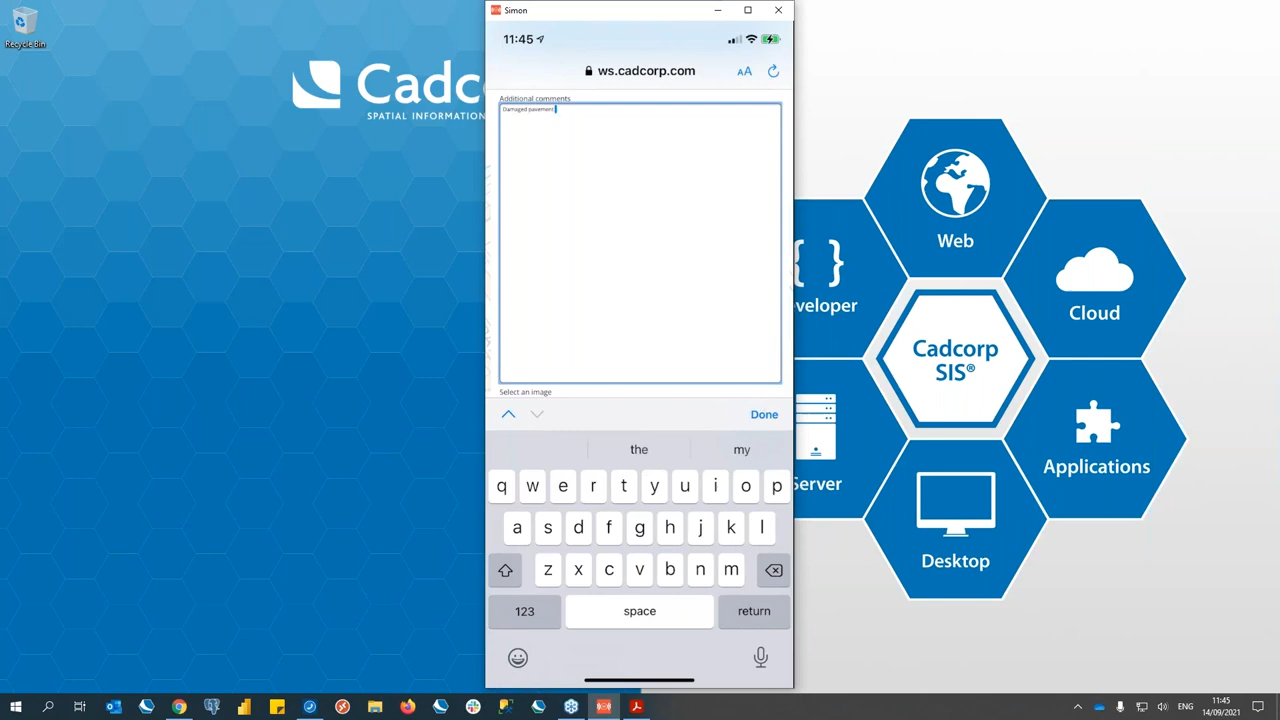 Simon
Recycle Bin
11:45
ws.cadcorp.com
AA
Cadc
SPATIAL INFORMATION
Additional comments
Damaged pavement
Select an image
Done
the
my
q w e r t y u i o p
a s d f g h j k l
z x c v b n m
123
space
return
Web
{ }
veloper
Cloud
Cadcorp
SIS®
Server
Applications
Desktop
ENG
11:45
14/09/2021